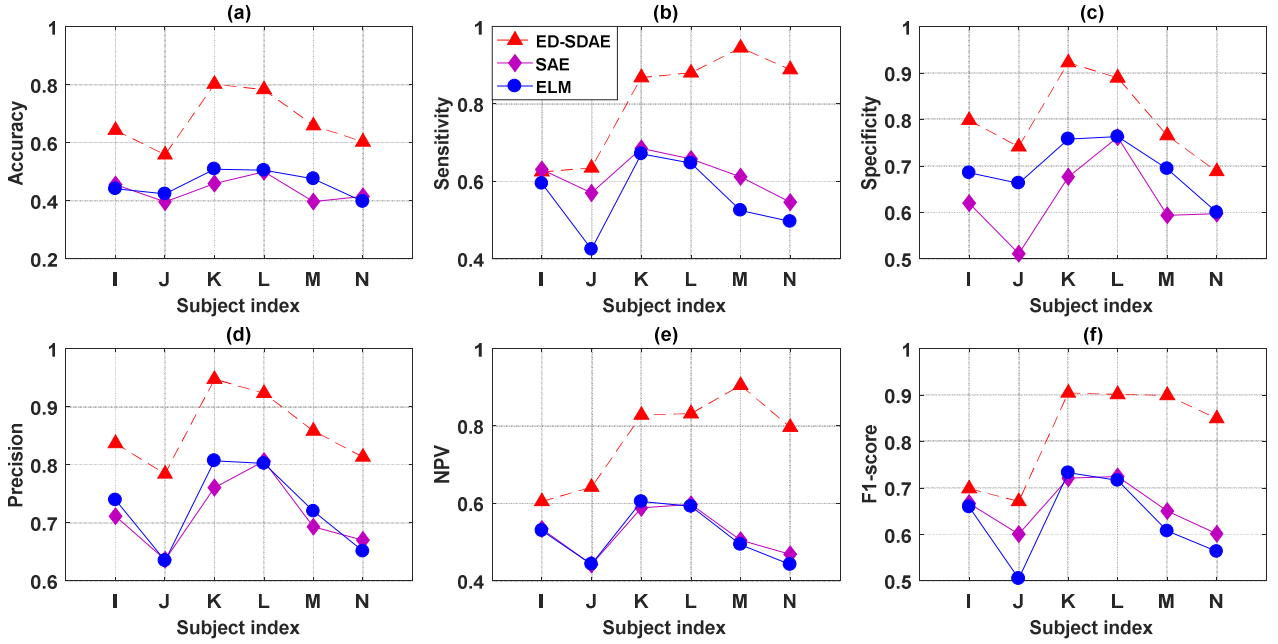 (a)
1
0.8
0.6
0.4
0.2
Accuracy
I J K L M N
Subject index
(b)
1
0.8
0.6
0.4
Sensitivity
ED-SDAE
SAE
ELM
I J K L M N
Subject index
(c)
1
0.9
0.8
0.7
0.6
0.5
Specificity
I J K L M N
Subject index
(d)
1
0.9
0.8
0.7
0.6
Precision
I J K L M N
Subject index
(e)
1
0.8
0.6
0.4
NPV
I J K L M N
Subject index
(f)
1
0.9
0.8
0.7
0.6
0.5
F1-score
I J K L M N
Subject index